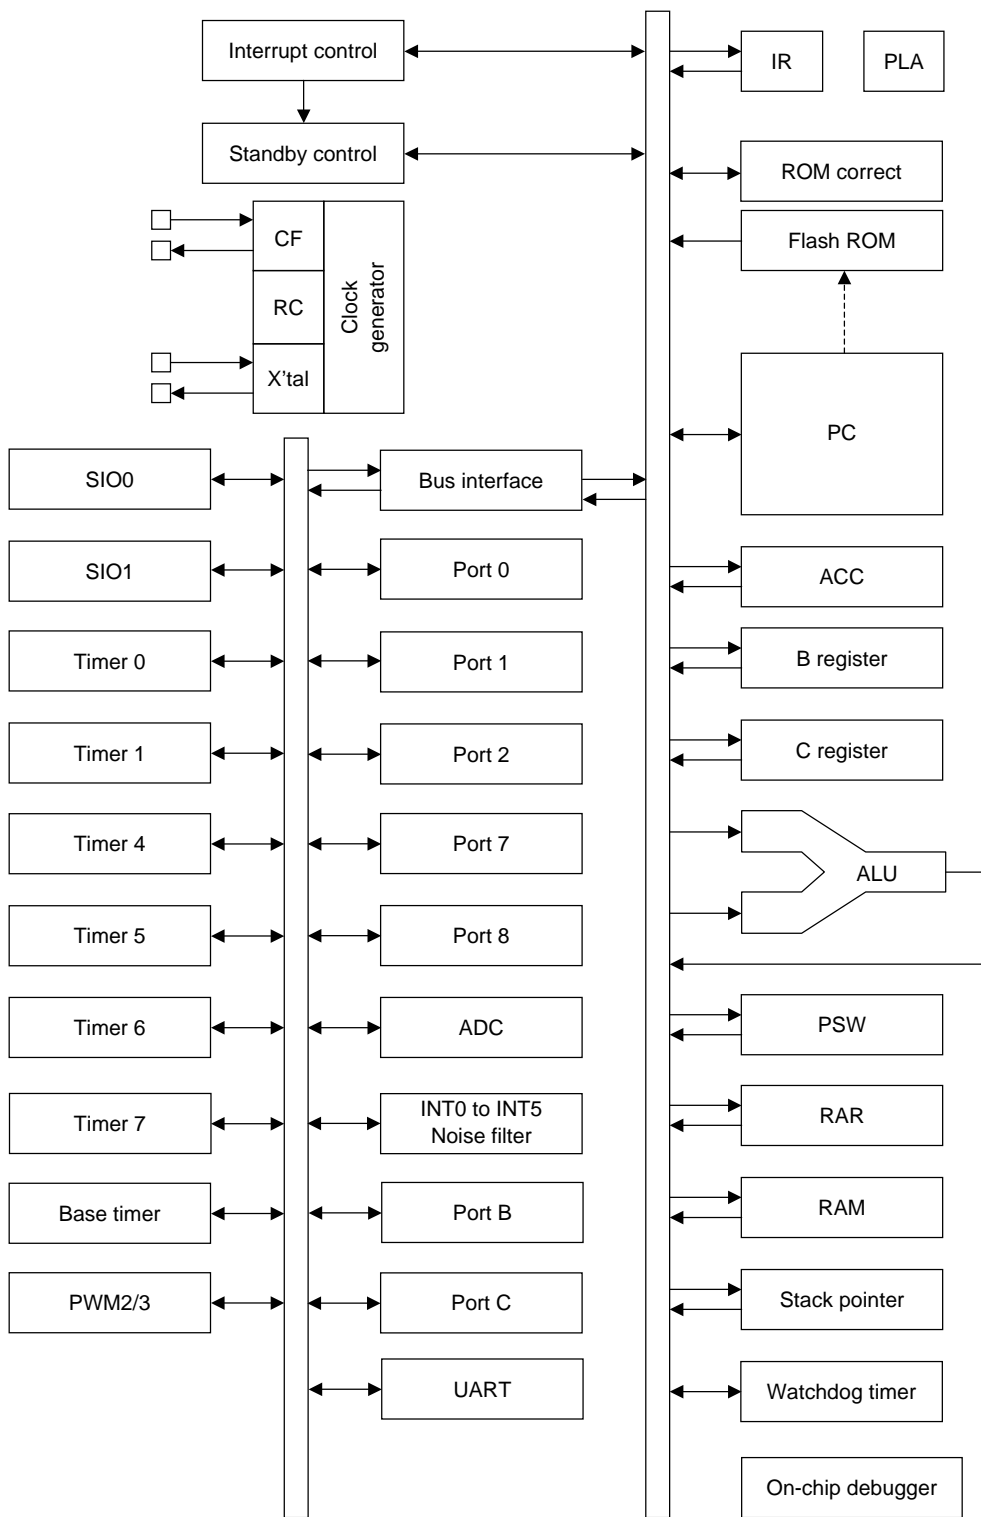 Interrupt control
IR
PLA
Standby control
ROM correct
Flash ROM
CF
RC
X'tal
Clock
generator
PC
SIO0
Bus interface
SIO1
Port 0
ACC
Timer 0
Port 1
B register
Timer 1
Port 2
C register
Timer 4
Port 7
ALU
Timer 5
Port 8
Timer 6
ADC
PSW
Timer 7
INT0 to INT5
Noise filter
RAR
Base timer
Port B
RAM
PWM2/3
Port C
Stack pointer
UART
Watchdog timer
On-chip debugger